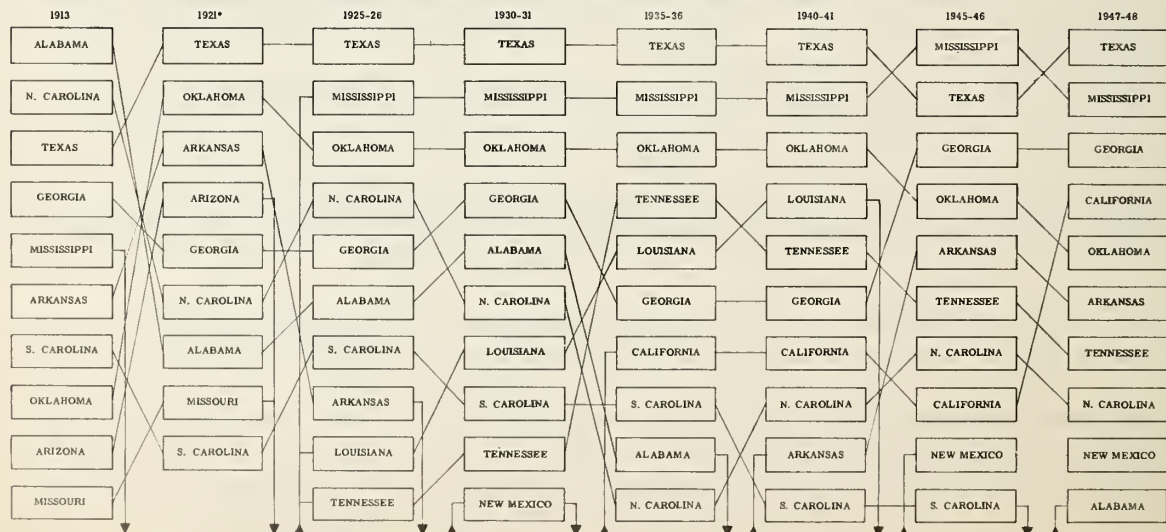 1913 1921* 1925-26 1930-31 1935-36 1940-41 1945-46 1947-48
ALABAMA TEXAS TEXAS TEXAS TEXAS TEXAS MISSISSIPPI TEXAS
N. CAROLINA OKLAHOMA MISSISSIPPI MISSISSIPPI MISSISSIPPI MISSISSIPPI TEXAS MISSISSIPPI
TEXAS ARKANSAS OKLAHOMA OKLAHOMA OKLAHOMA OKLAHOMA GEORGIA GEORGIA
GEORGIA ARIZONA N. CAROLINA GEORGIA TENNESSEE LOUISIANA OKLAHOMA CALIFORNIA
MISSISSIPPI GEORGIA GEORGIA ALABAMA LOUISIANA TENNESSEE ARKANSAS OKLAHOMA
ARKANSAS N. CAROLINA ALABAMA N. CAROLINA GEORGIA GEORGIA TENNESSEE ARKANSAS
S. CAROLINA ALABAMA S. CAROLINA LOUISIANA CALIFORNIA CALIFORNIA N. CAROLINA TENNESSEE
OKLAHOMA MISSOURI ARKANSAS S. CAROLINA S. CAROLINA N. CAROLINA CALIFORNIA N. CAROLINA
ARIZONA S. CAROLINA LOUISIANA TENNESSEE ALABAMA ARKANSAS NEW MEXICO NEW MEXICO
MISSOURI TENNESSEE NEW MEXICO N. CAROLINA S. CAROLINA S. CAROLINA ALABAMA